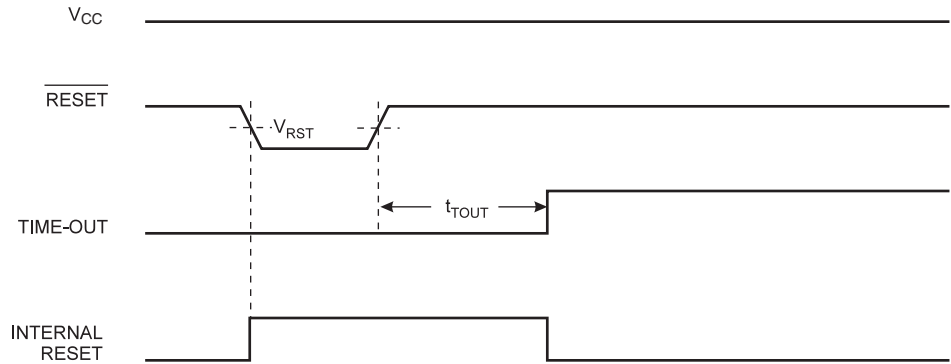 VCC
RESET
VRST
tTOUT
TIME-OUT
INTERNAL
RESET